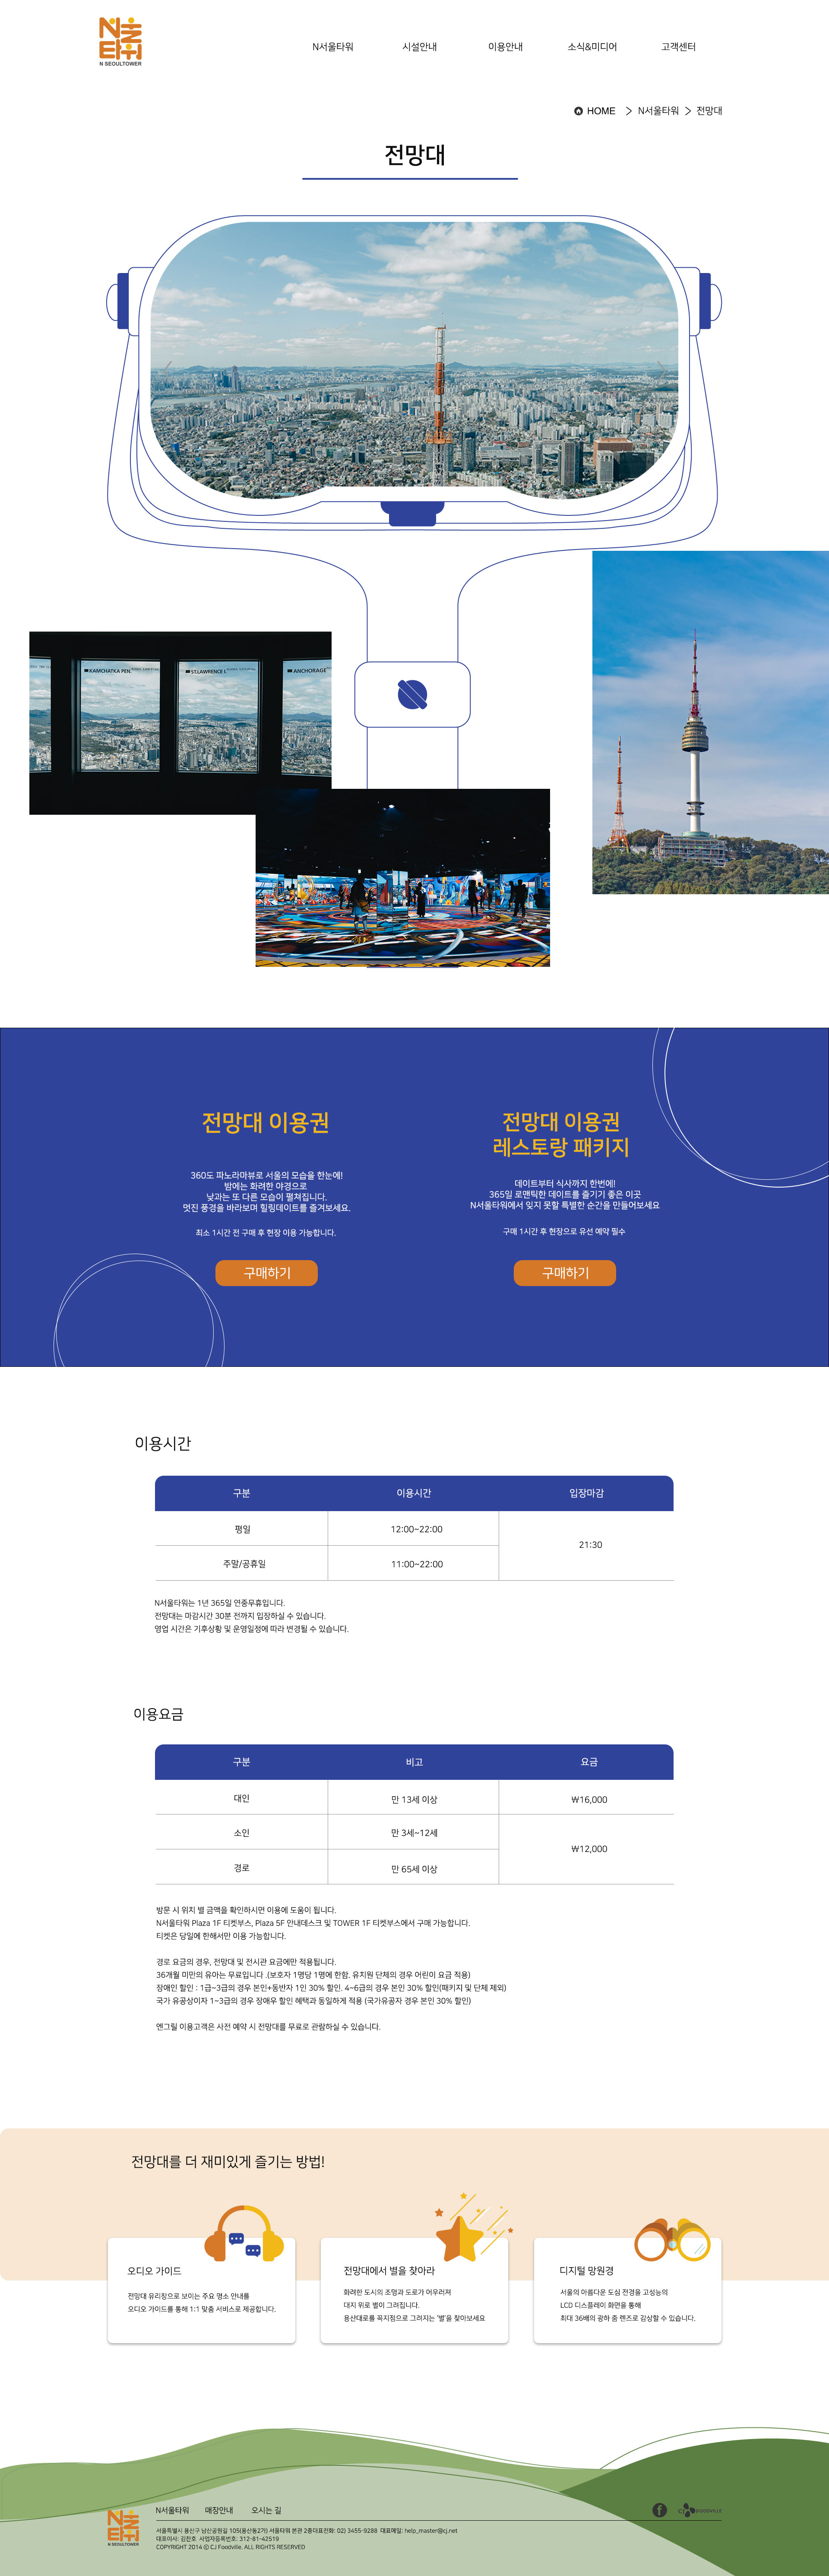 N서울타워
N SEOULTOWER
N서울타워 시설안내 이용안내 소식&미디어 고객센터
HOME > N서울타워 > 전망대
전망대
KAMCHATKA PEN.
ST.LAWRENCE I.
ANCHORAGE
전망대 이용권
360도 파노라마뷰로 서울의 모습을 한눈에!
밤에는 화려한 야경으로
낮과는 또 다른 모습이 펼쳐집니다.
멋진 풍경을 바라보며 힐링데이트를 즐겨보세요.
최소 1시간 전 구매 후 현장 이용 가능합니다.
구매하기
전망대 이용권
레스토랑 패키지
데이트부터 식사까지 한번에!
365일 로맨틱한 데이트를 즐기기 좋은 이곳
N서울타워에서 잊지 못할 특별한 순간을 만들어보세요
구매 1시간 후 현장으로 유선 예약 필수
구매하기
이용시간
구분 이용시간 입장마감
평일 12:00~22:00
21:30
주말/공휴일 11:00~22:00
N서울타워는 1년 365일 연중무휴입니다.
전망대는 마감시간 30분 전까지 입장하실 수 있습니다.
영업 시간은 기후상황 및 운영일정에 따라 변경될 수 있습니다.
이용요금
구분 비고 요금
대인 만 13세 이상 ₩16,000
소인 만 3세~12세
₩12,000
경로 만 65세 이상
방문 시 위치 별 금액을 확인하시면 이용에 도움이 됩니다.
N서울타워 Plaza 1F 티켓부스, Plaza 5F 안내데스크 및 TOWER 1F 티켓부스에서 구매 가능합니다.
티켓은 당일에 한해서만 이용 가능합니다.
경로 요금의 경우, 전망대 및 전시관 요금에만 적용됩니다.
36개월 미만의 유아는 무료입니다 .(보호자 1명당 1명에 한함. 유치원 단체의 경우 어린이 요금 적용)
장애인 할인 : 1급~3급의 경우 본인+동반자 1인 30% 할인. 4~6급의 경우 본인 30% 할인(패키지 및 단체 제외)
국가 유공상이자 1~3급의 경우 장애우 할인 혜택과 동일하게 적용 (국가유공자 경우 본인 30% 할인)
엔그릴 이용고객은 사전 예약 시 전망대를 무료로 관람하실 수 있습니다.
전망대를 더 재미있게 즐기는 방법!
오디오 가이드
전망대 유리창으로 보이는 주요 명소 안내를
오디오 가이드를 통해 1:1 맞춤 서비스로 제공합니다.
전망대에서 별을 찾아라
화려한 도시의 조명과 도로가 어우러져
대지 위로 별이 그려집니다.
용산대로를 꼭지점으로 그려지는 '별'을 찾아보세요
디지털 망원경
서울의 아름다운 도심 전경을 고성능의
LCD 디스플레이 화면을 통해
최대 36배의 광학 줌 렌즈로 감상할 수 있습니다.
N서울타워
N SEOULTOWER
N서울타워 매장안내 오시는 길
CJ FOODVILLE
서울특별시 용산구 남산공원길 105(용산동2가) 서울타워 본관 2층대표전화: 02) 3455-9288 대표메일: help_master@cj.net
대표이사: 김찬호 사업자등록번호: 312-81-42519
COPYRIGHT 2014 ⓒ CJ Foodville. ALL RIGHTS RESERVED